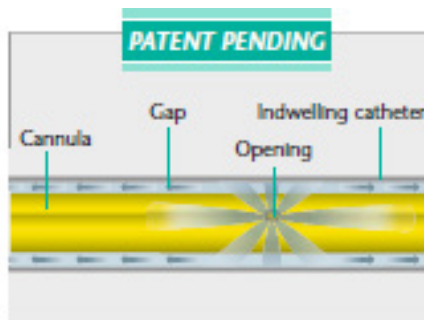 PATENT PENDING
Gap
Indwelling catheter
Cannula
Opening